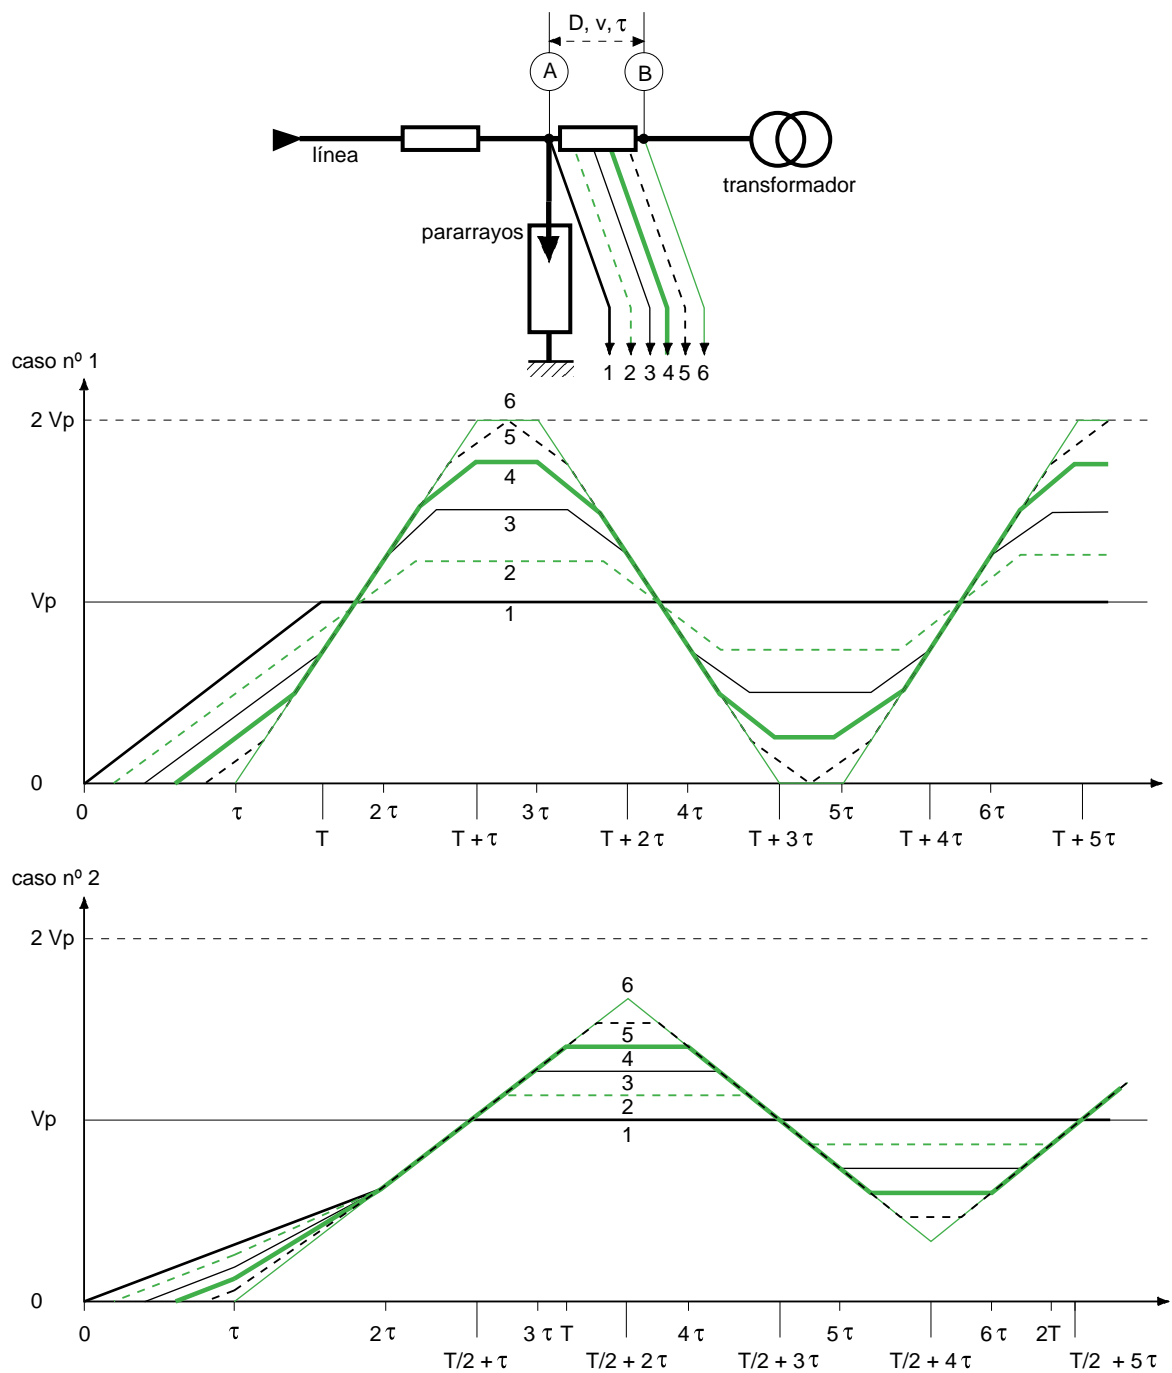 D, v, τ
A B
línea
transformador
pararrayos
1 2 3 4 5 6
caso nº 1
2 Vp
6
5
4
3
2
Vp
1
0
0 τ 2 τ 3 τ 4 τ 5 τ 6 τ
T T + τ T + 2 τ T + 3 τ T + 4 τ T + 5 τ
caso nº 2
2 Vp
6
5
4
3
2
Vp
1
0
0 τ 2 τ 3 τ T 4 τ 5 τ 6 τ 2T
T/2 + τ T/2 + 2 τ T/2 + 3 τ T/2 + 4 τ T/2 + 5 τ